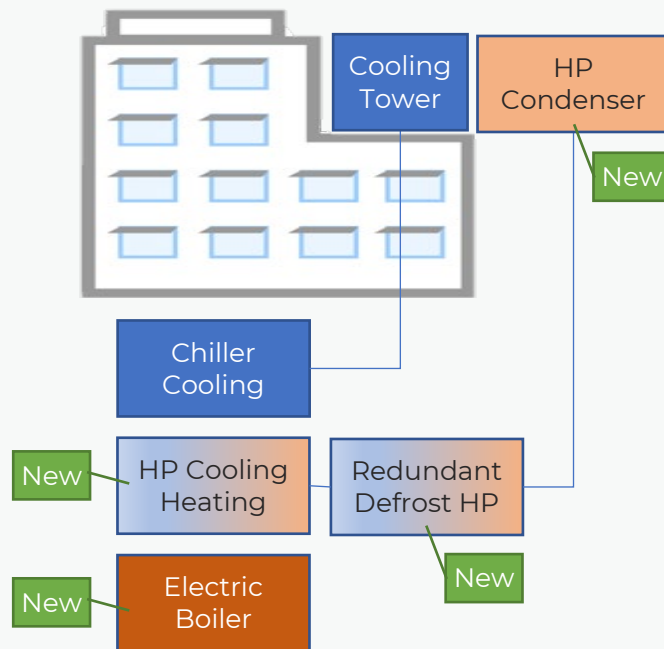 Cooling
Tower
HP
Condenser
New
Chiller
Cooling
New
HP Cooling
Heating
Redundant
Defrost HP
New
New
Electric
Boiler